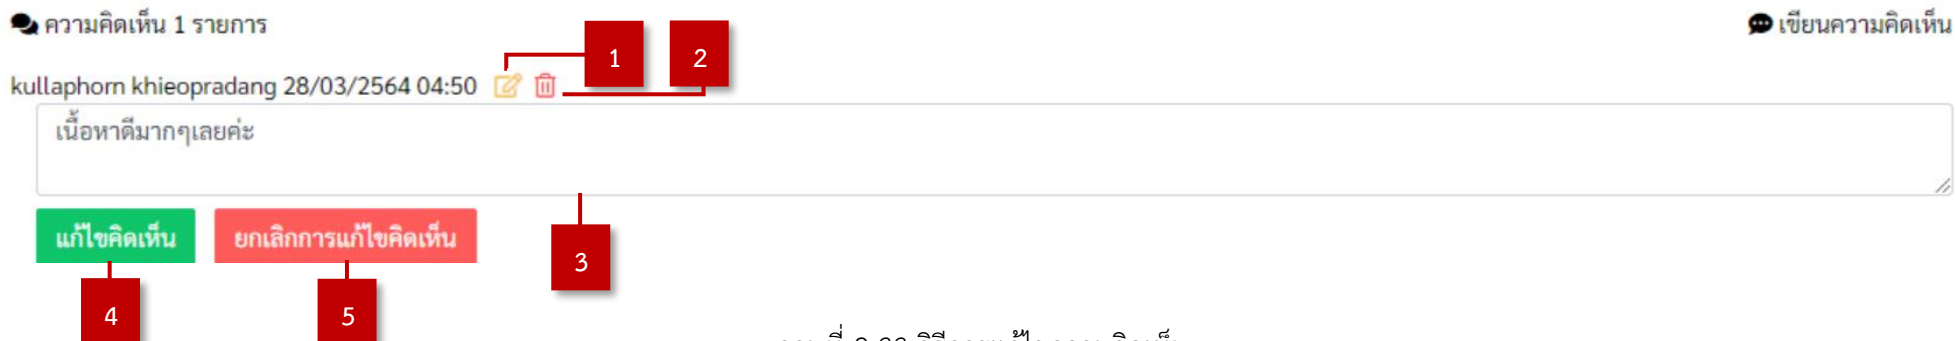 ความคิดเห็น 1 รายการ
เขียนความคิดเห็น
1
2
kullaphorn khieopradang 28/03/2564 04:50
เนื้อหาดีมากๆเลยค่ะ
แก้ไขคิดเห็น
ยกเลิกการแก้ไขคิดเห็น
3
4
5